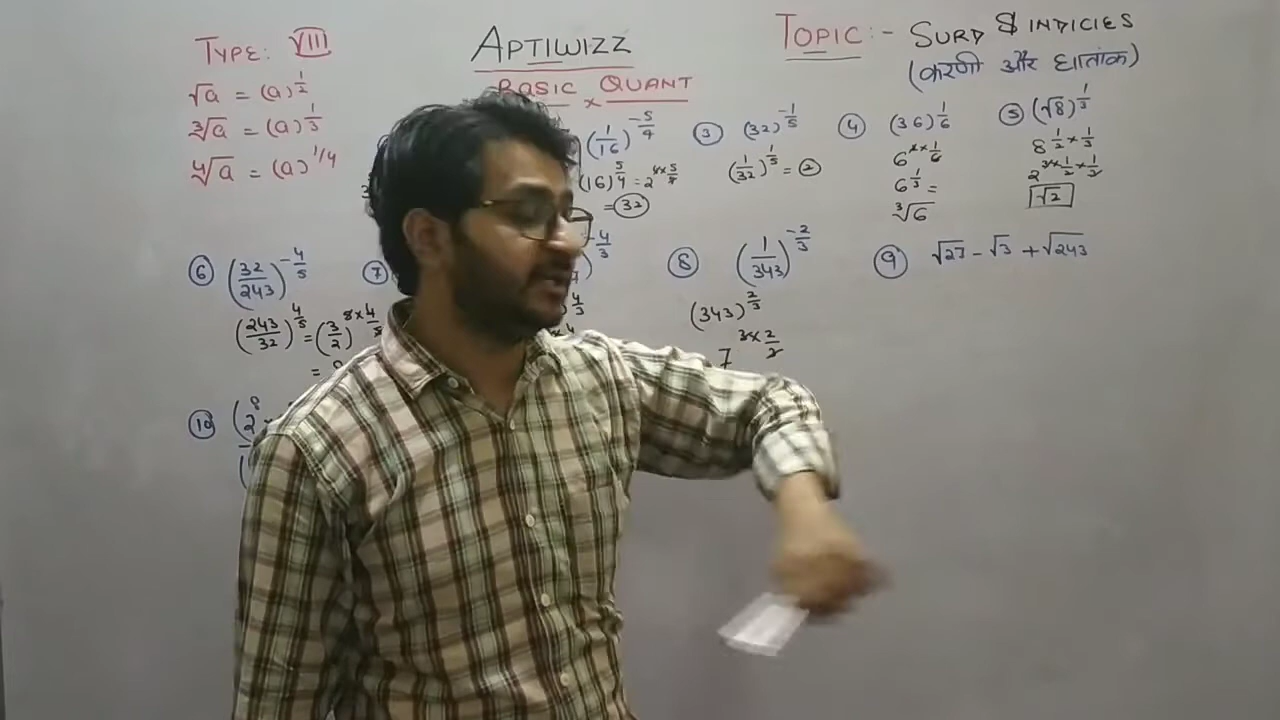 TYPE: VIII
APTIWIZZ
TOPIC:- SURD & INDICIES
(करणी और घातांक)
BASIC QUANT
×
√a = (a)^1/2
∛a = (a)^1/3
∜a = (a)^1/4
(1/16)^-5/4
(16)^5/4 = 2^4×5/4
= 32
③ (32)^-1/5
(1/32)^1/5 = 2
④ (36)^1/6
6^2×1/6
6^1/3 =
∛6
⑤ (√8)^1/3
8^1/2×1/3
2^3×1/2×1/3
√2
⑥ (32/243)^-4/5
(243/32)^4/5 = (3/2)^5×4/5
=
⑦
)^-4/3
4/3
⑧ (1/343)^-2/3
(343)^2/3
7^3×2/3
⑨ √27 - √3 + √243
⑩ (2^8
(